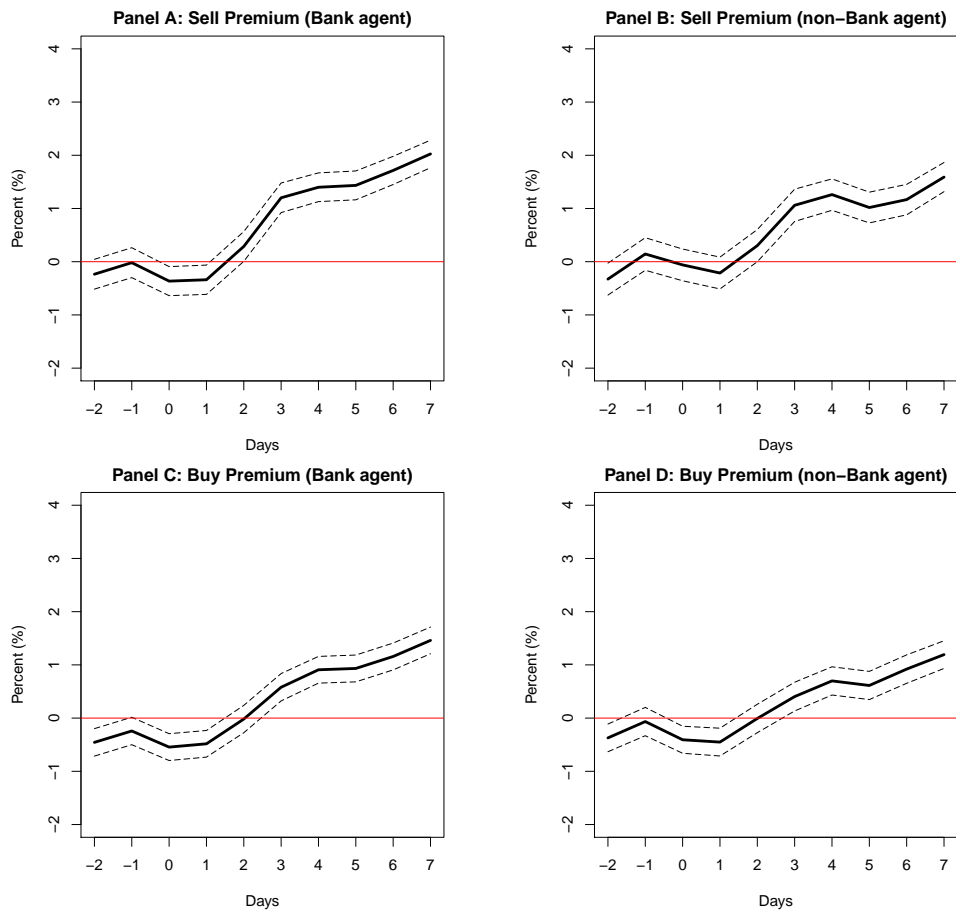 Panel A: Sell Premium (Bank agent)
Percent (%)
4
3
2
1
0
−1
−2
−2 −1 0 1 2 3 4 5 6 7
Days
Panel B: Sell Premium (non−Bank agent)
Percent (%)
4
3
2
1
0
−1
−2
−2 −1 0 1 2 3 4 5 6 7
Days
Panel C: Buy Premium (Bank agent)
Percent (%)
4
3
2
1
0
−1
−2
−2 −1 0 1 2 3 4 5 6 7
Days
Panel D: Buy Premium (non−Bank agent)
Percent (%)
4
3
2
1
0
−1
−2
−2 −1 0 1 2 3 4 5 6 7
Days